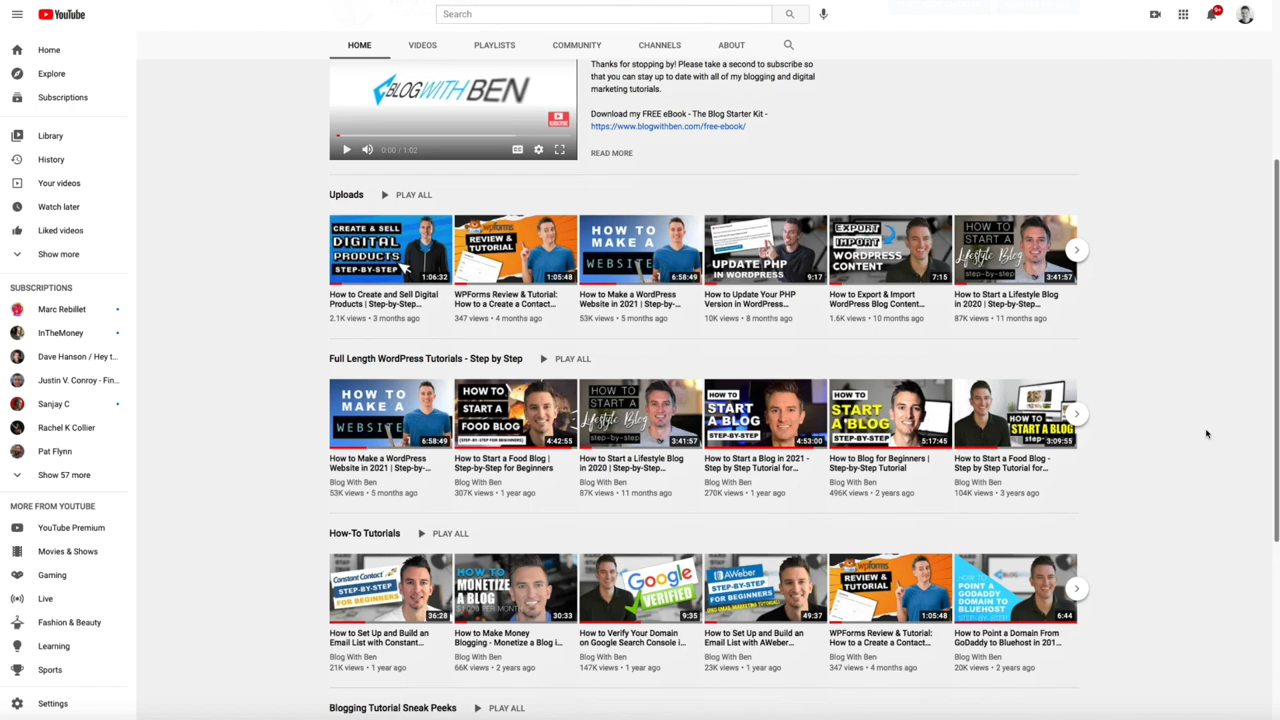 YouTube
Search
9+
HOME VIDEOS PLAYLISTS COMMUNITY CHANNELS ABOUT
Home
Explore
Subscriptions
Library
History
Your videos
Watch later
Liked videos
Show more
SUBSCRIPTIONS
Marc Rebillet
InTheMoney
Dave Hanson / Hey t...
Justin V. Conroy - Fin...
Sanjay C
Rachel K Collier
Pat Flynn
Show 57 more
MORE FROM YOUTUBE
YouTube Premium
Movies & Shows
Gaming
Live
Fashion & Beauty
Learning
Sports
Settings
BLOGWITH BEN
SUBSCRIBE
0:00 / 1:02
Thanks for stopping by! Please take a second to subscribe so
that you can stay up to date with all of my blogging and digital
marketing tutorials.
Download my FREE eBook - The Blog Starter Kit -
https://www.blogwithben.com/free-ebook/
READ MORE
Uploads PLAY ALL
CREATE & SELL
DIGITAL
PRODUCTS
STEP-BY-STEP
1:06:32
How to Create and Sell Digital
Products | Step-by-Step...
2.1K views • 3 months ago
wpforms
REVIEW &
TUTORIAL
1:05:48
WPForms Review & Tutorial:
How to a Create a Contact...
347 views • 4 months ago
HOW TO
MAKE A
WEBSITE
6:58:49
How to Make a WordPress
Website in 2021 | Step-by-...
53K views • 5 months ago
UPDATE PHP
IN WORDPRESS
9:17
How to Update Your PHP
Version in WordPress...
10K views • 8 months ago
EXPORT
IMPORT
WORDPRESS
CONTENT
7:15
How to Export & Import
WordPress Blog Content...
1.6K views • 10 months ago
HOW TO
START A
Lifestyle Blog
step-by-step
3:41:57
How to Start a Lifestyle Blog
in 2020 | Step-by-Step...
87K views • 11 months ago
Full Length WordPress Tutorials - Step by Step PLAY ALL
HOW TO
MAKE A
WEBSITE
6:58:49
How to Make a WordPress
Website in 2021 | Step-by-...
Blog With Ben
53K views • 5 months ago
HOW TO
START A
FOOD BLOG
(STEP-BY-STEP FOR BEGINNERS)
4:42:55
How to Start a Food Blog |
Step-by-Step for Beginners
Blog With Ben
307K views • 1 year ago
HOW TO
START A
Lifestyle Blog
step-by-step
3:41:57
How to Start a Lifestyle Blog
in 2020 | Step-by-Step...
Blog With Ben
87K views • 11 months ago
HOW TO
START
A BLOG
STEP-BY-STEP
4:53:00
How to Start a Blog in 2021 -
Step by Step Tutorial for...
Blog With Ben
270K views • 1 year ago
HOW TO
START
A BLOG
STEP-BY-STEP
5:17:45
How to Blog for Beginners |
Step-by-Step Tutorial
Blog With Ben
496K views • 2 years ago
HOW TO
START A BLOG
3:09:55
How to Start a Food Blog -
Step by Step Tutorial for...
Blog With Ben
104K views • 3 years ago
How-To Tutorials PLAY ALL
Constant Contact
STEP-BY-STEP
FOR BEGINNERS
36:28
How to Set Up and Build an
Email List with Constant...
Blog With Ben
21K views • 1 year ago
HOW TO
MONETIZE
A BLOG
30:33
How to Make Money
Blogging - Monetize a Blog i...
Blog With Ben
66K views • 2 years ago
Google
VERIFIED
9:35
How to Verify Your Domain
on Google Search Console i...
Blog With Ben
147K views • 1 year ago
AWeber
STEP-BY-STEP
FOR BEGINNERS
49:37
How to Set Up and Build an
Email List with AWeber...
Blog With Ben
23K views • 1 year ago
wpforms
REVIEW &
TUTORIAL
1:05:48
WPForms Review & Tutorial:
How to a Create a Contact...
Blog With Ben
347 views • 4 months ago
HOW TO
POINT A
GODADDY
DOMAIN TO
BLUEHOST
6:44
How to Point a Domain From
GoDaddy to Bluehost in 201...
Blog With Ben
20K views • 2 years ago
Blogging Tutorial Sneak Peeks PLAY ALL